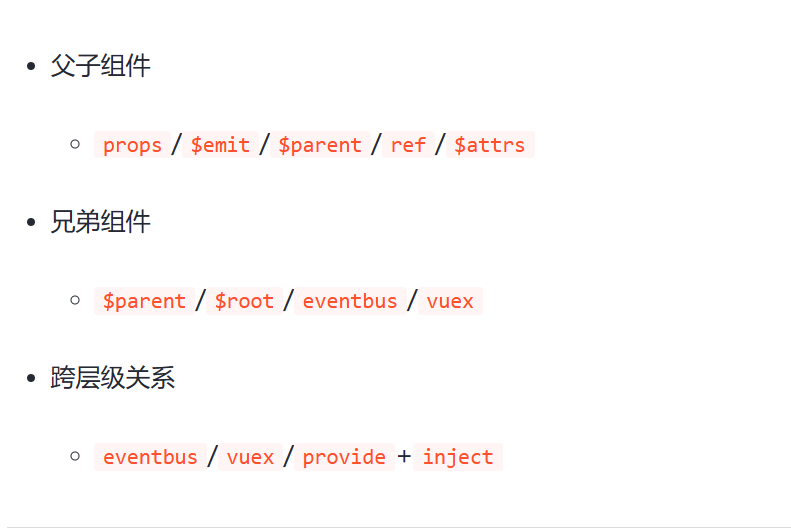 父子组件
props/$emit/$parent/ref/$attrs
兄弟组件
$parent/$root/eventbus/vuex
跨层级关系
eventbus/vuex/provide+inject